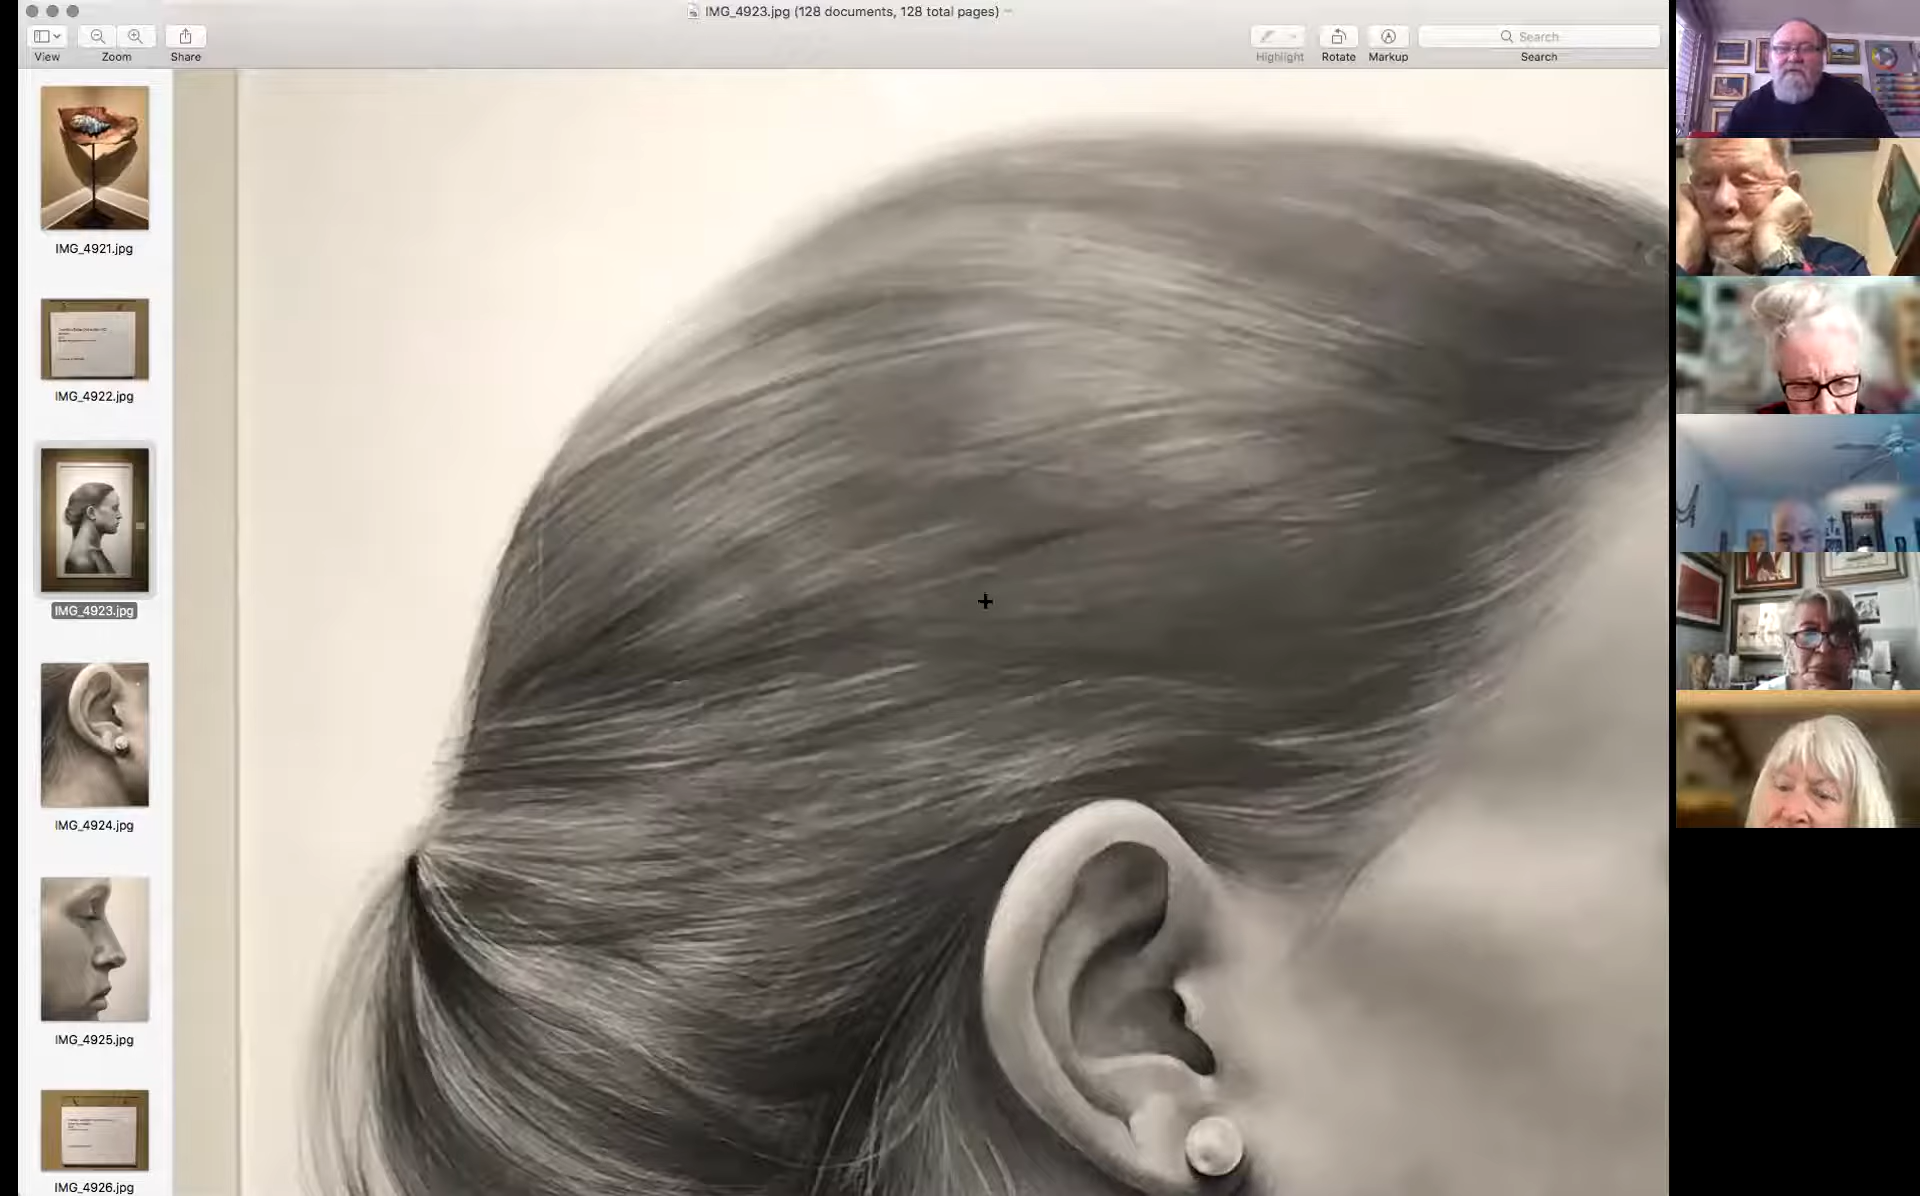 IMG_4923.jpg (128 documents, 128 total pages)
View
Zoom
Share
Highlight
Rotate
Markup
Search
Search
IMG_4921.jpg
IMG_4922.jpg
IMG_4923.jpg
IMG_4924.jpg
IMG_4925.jpg
IMG_4926.jpg